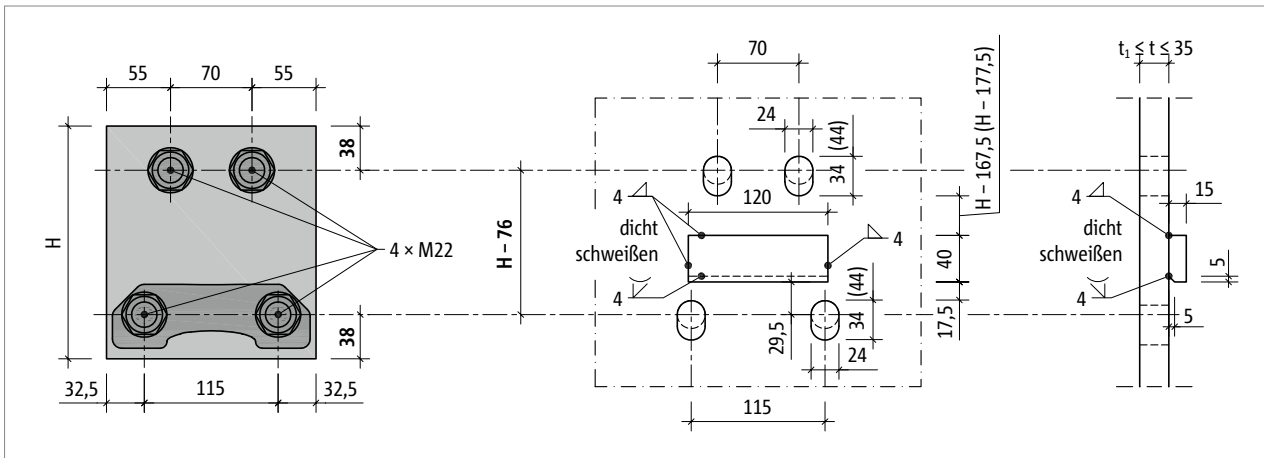 55 70 55
38
H
4 × M22
H – 76
38
32,5 115 32,5
70
24
34 (44)
4
120
dicht
schweißen
4
4
29,5
34 (44)
24
115
H – 167,5 (H – 177,5)
40
17,5
t₁ ≤ t ≤ 35
15
4
dicht
schweißen
4
5
5